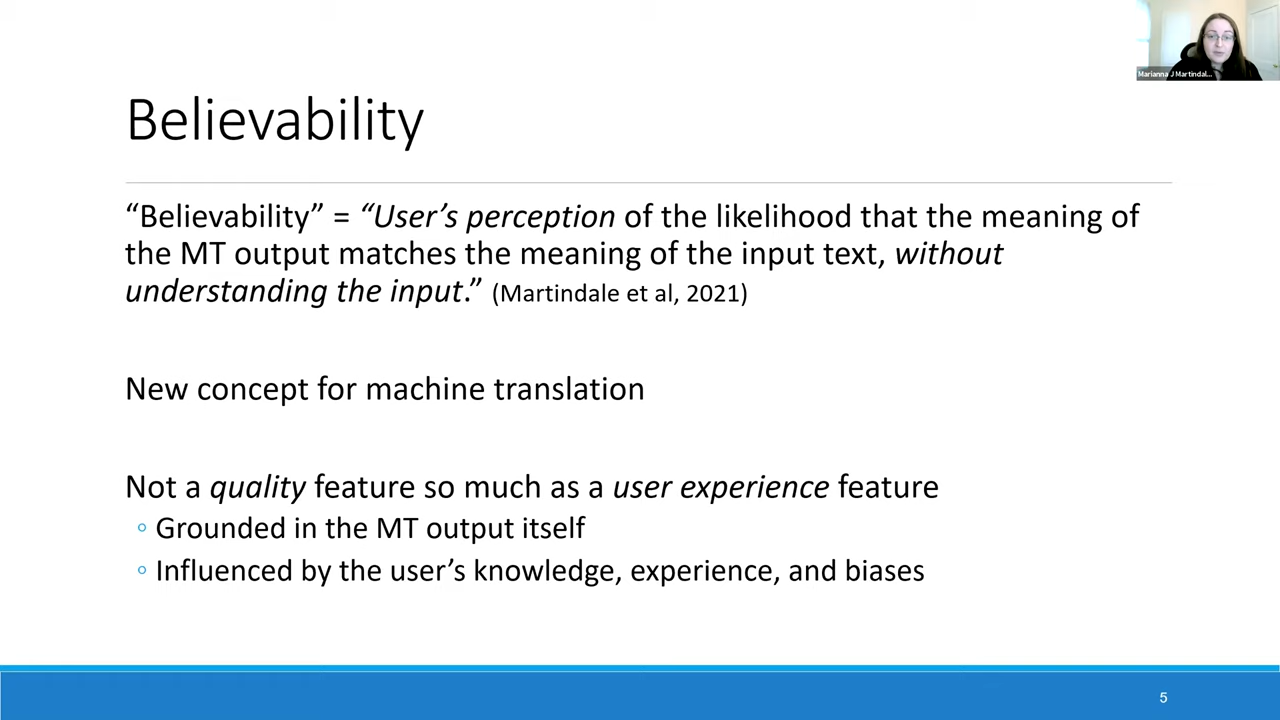 Marianna J Martindal...
Believability
“Believability” = “User’s perception of the likelihood that the meaning of
the MT output matches the meaning of the input text, without
understanding the input.” (Martindale et al, 2021)
New concept for machine translation
Not a quality feature so much as a user experience feature
◦ Grounded in the MT output itself
◦ Influenced by the user’s knowledge, experience, and biases
5